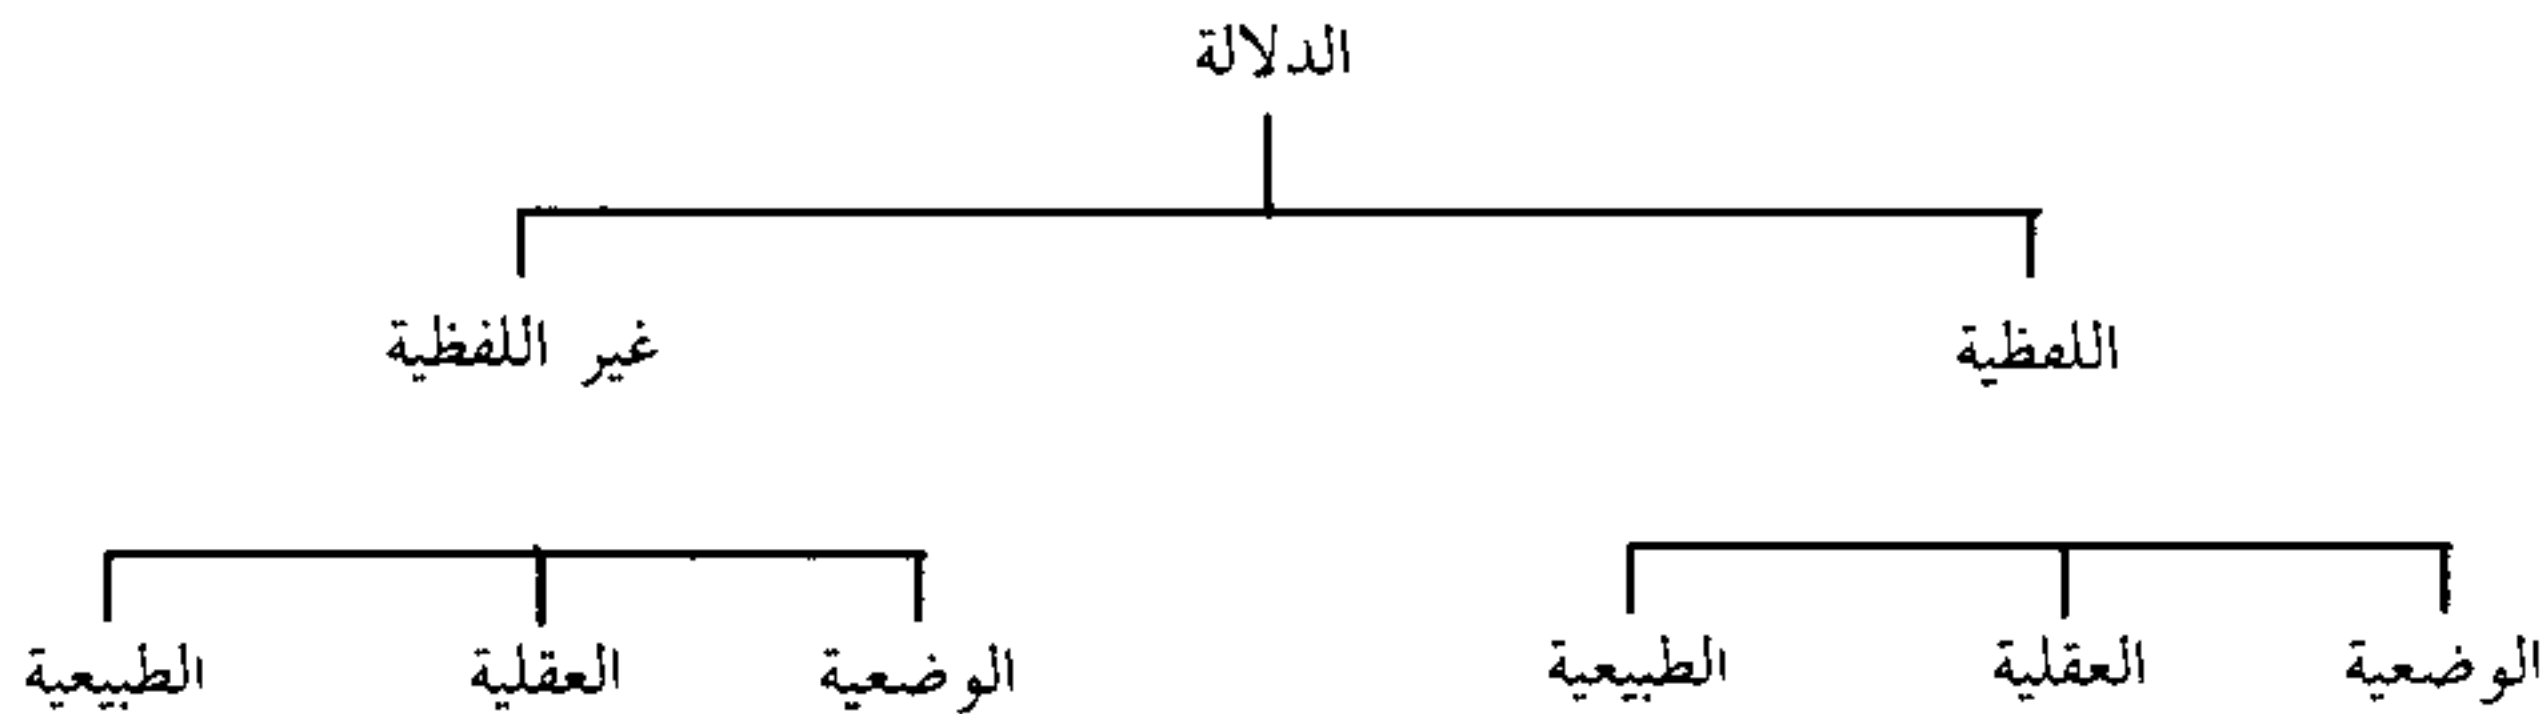 الدلالة
اللفظية غير اللفظية
الوضعية العقلية الطبيعية الوضعية العقلية الطبيعية